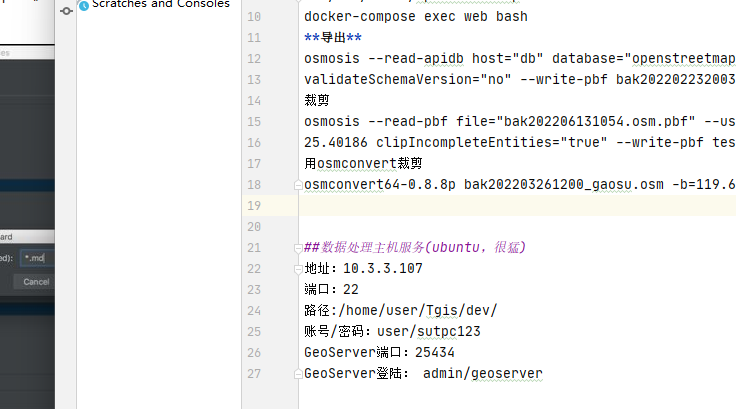 Scratches and Consoles
ard
ed):
*.md
Cancel
10 docker-compose exec web bash
11 **导出**
12 osmosis --read-apidb host="db" database="openstreetmap
13 validateSchemaVersion="no" --write-pbf bak202202232003
14 裁剪
15 osmosis --read-pbf file="bak202206131054.osm.pbf" --us
16 25.40186 clipIncompleteEntities="true" --write-pbf tes
17 用osmconvert裁剪
18 osmconvert64-0.8.8p bak202203261200_gaosu.osm -b=119.6
19
20
21 ##数据处理主机服务(ubuntu，很猛)
22 地址：10.3.3.107
23 端口：22
24 路径:/home/user/Tgis/dev/
25 账号/密码：user/sutpc123
26 GeoServer端口：25434
27 GeoServer登陆： admin/geoserver